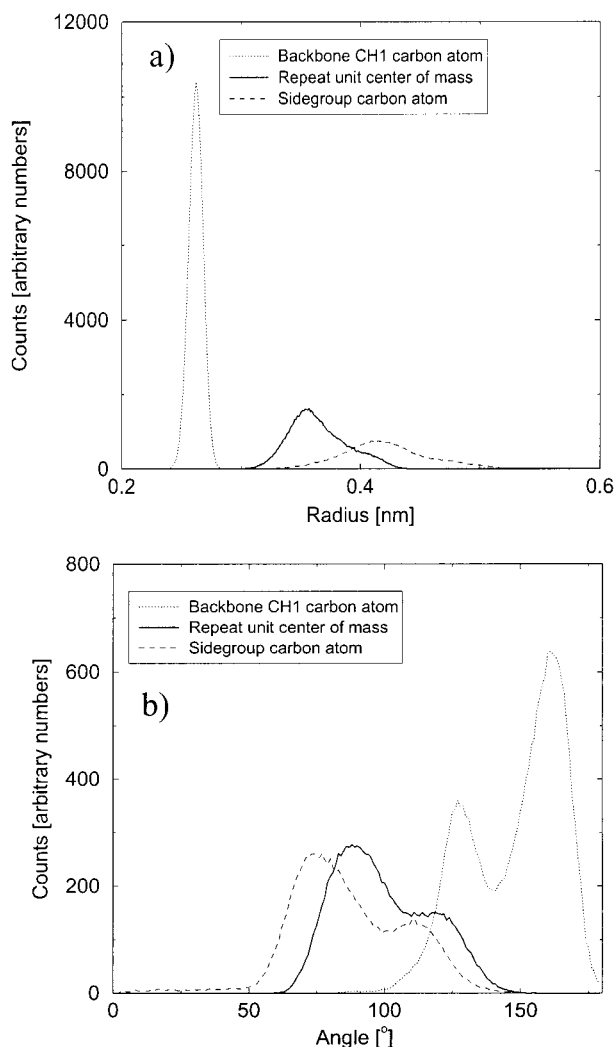 12000
a)
Backbone CH1 carbon atom
Repeat unit center of mass
Sidegroup carbon atom
Counts [arbitrary numbers]
8000
4000
0
0.2 0.4 0.6
Radius [nm]
800
Backbone CH1 carbon atom
Repeat unit center of mass
Sidegroup carbon atom
b)
Counts [arbitrary numbers]
600
400
200
0
0 50 100 150
Angle [°]